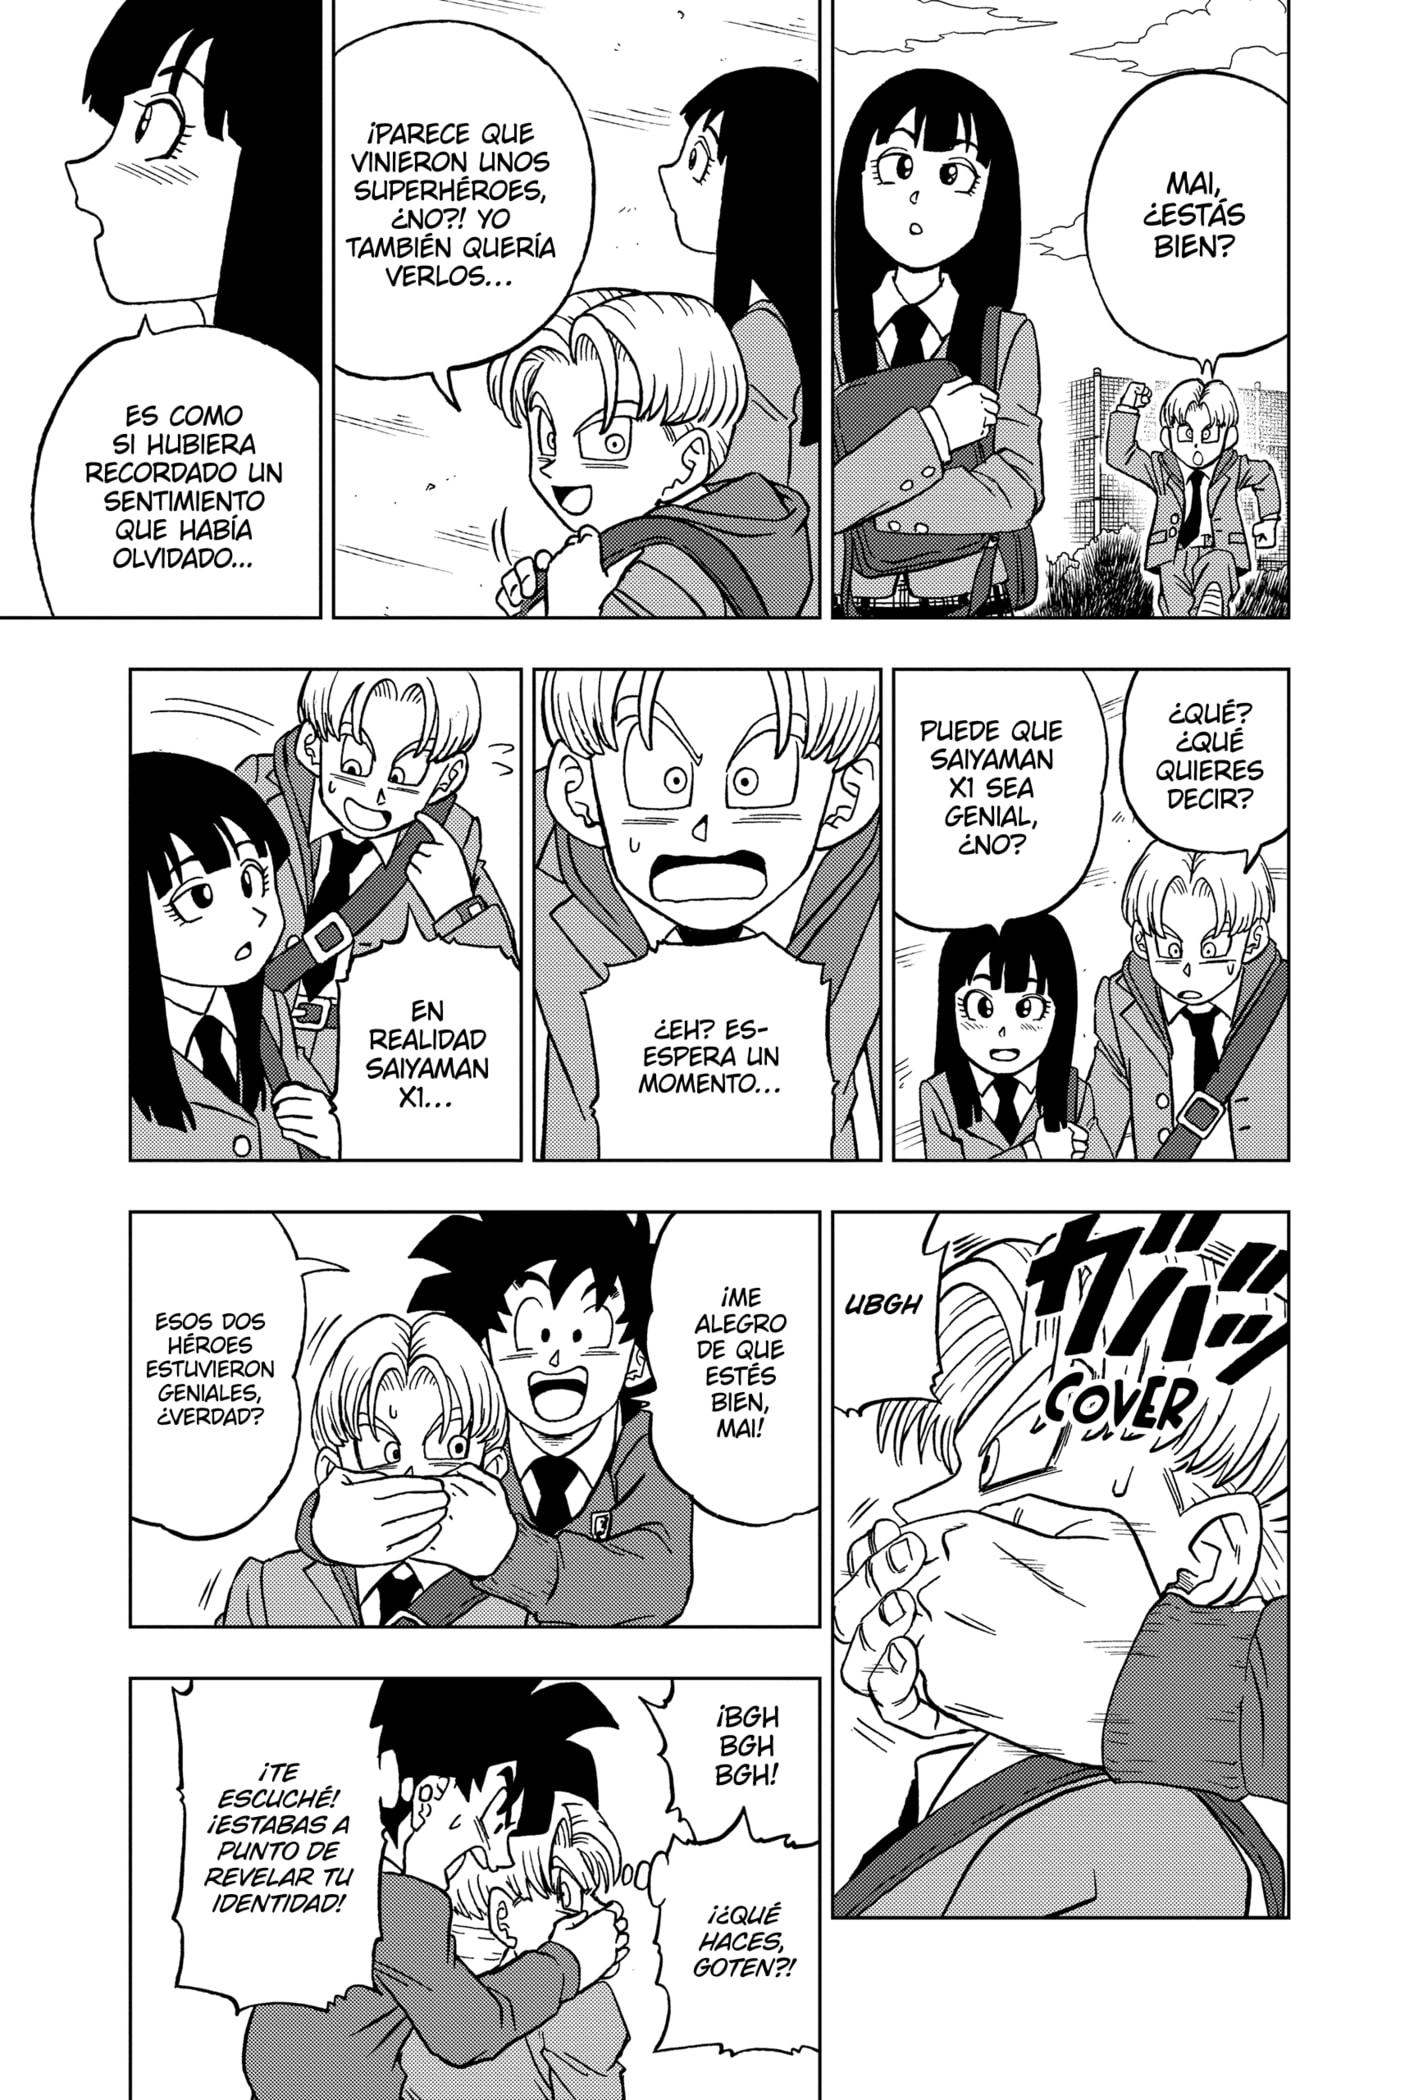 MAI,
¿ESTÁS
BIEN?
¡PARECE QUE
VINIERON UNOS
SUPERHÉROES,
¿NO?! YO
TAMBIÉN QUERÍA
VERLOS...
ES COMO
SI HUBIERA
RECORDADO UN
SENTIMIENTO
QUE HABÍA
OLVIDADO...
¿QUÉ?
¿QUÉ
QUIERES
DECIR?
PUEDE QUE
SAIYAMAN
X1 SEA
GENIAL,
¿NO?
¿EH? ES-
ESPERA UN
MOMENTO...
EN
REALIDAD
SAIYAMAN
X1...
ガバッ
COVER
UBGH
¡ME
ALEGRO
DE QUE
ESTÉS
BIEN,
MAI!
ESOS DOS
HÉROES
ESTUVIERON
GENIALES,
¿VERDAD?
¡BGH
BGH
BGH!
¡¿QUÉ
HACES,
GOTEN?!
¡TE
ESCUCHÉ!
¡ESTABAS A
PUNTO DE
REVELAR TU
IDENTIDAD!